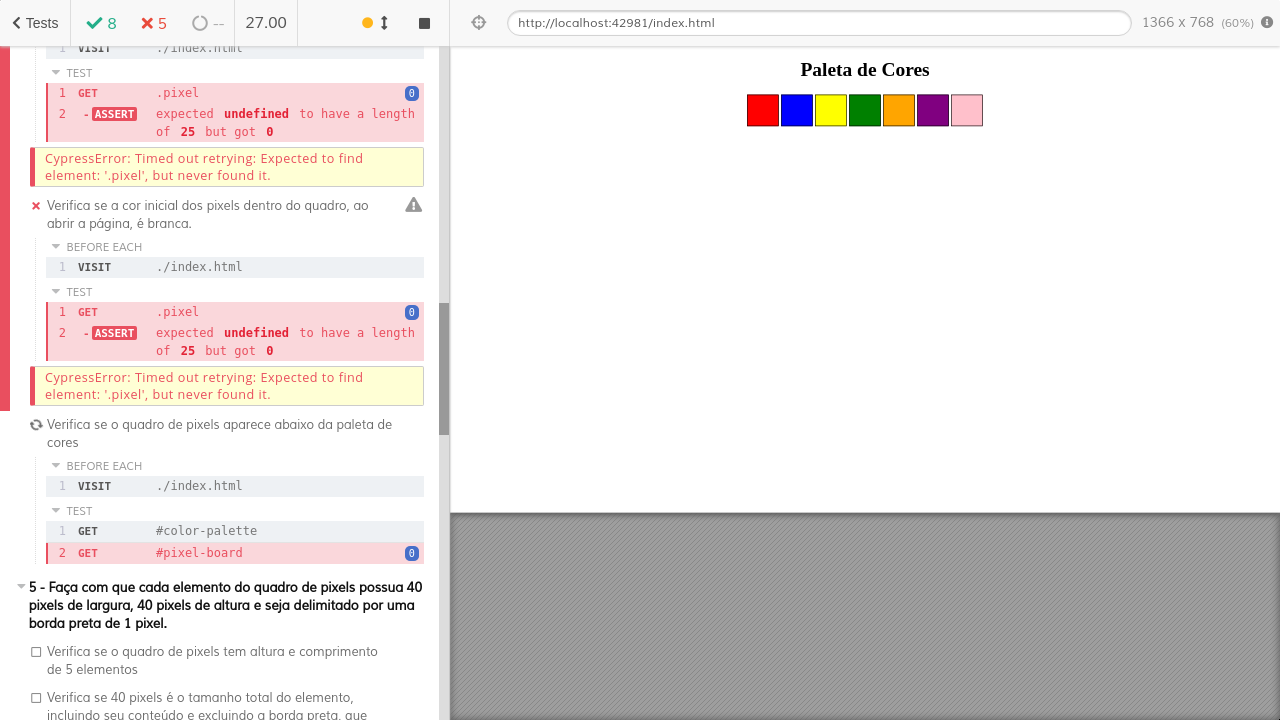 Tests
8
5
--
27.00
http://localhost:42981/index.html
1366 x 768 (60%)
1 VISIT ./index.html
TEST
1 GET .pixel 0
2 -ASSERT expected undefined to have a length
of 25 but got 0
CypressError: Timed out retrying: Expected to find
element: '.pixel', but never found it.
Verifica se a cor inicial dos pixels dentro do quadro, ao
abrir a página, é branca.
BEFORE EACH
1 VISIT ./index.html
TEST
1 GET .pixel 0
2 -ASSERT expected undefined to have a length
of 25 but got 0
CypressError: Timed out retrying: Expected to find
element: '.pixel', but never found it.
Verifica se o quadro de pixels aparece abaixo da paleta de
cores
BEFORE EACH
1 VISIT ./index.html
TEST
1 GET #color-palette
2 GET #pixel-board 0
5 - Faça com que cada elemento do quadro de pixels possua 40
pixels de largura, 40 pixels de altura e seja delimitado por uma
borda preta de 1 pixel.
Verifica se o quadro de pixels tem altura e comprimento
de 5 elementos
Verifica se 40 pixels é o tamanho total do elemento,
incluindo seu conteúdo e excluindo a borda preta, que
Paleta de Cores